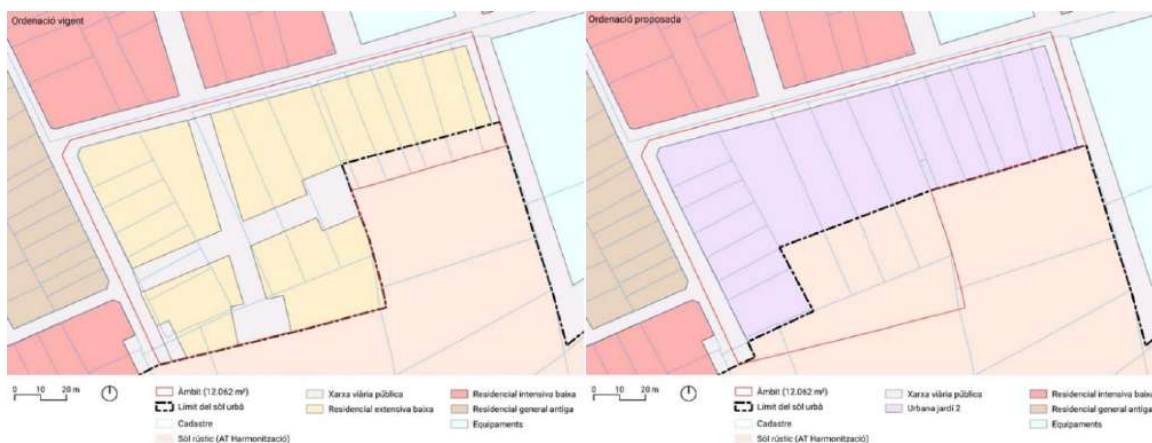 Ordenació vigent
0 10 20 m
Àmbit (12.062 m²)
Límit del sòl urbà
Cadastre
Sòl rústic (AT Harmonització)
Xarxa viària pública
Residencial extensiva baixa
Residencial intensiva baixa
Residencial general antiga
Equipaments
Ordenació proposada
0 10 20 m
Àmbit (12.062 m²)
Límit del sòl urbà
Cadastre
Sòl rústic (AT Harmonització)
Xarxa viària pública
Urbana jardí 2
Residencial intensiva baixa
Residencial general antiga
Equipaments